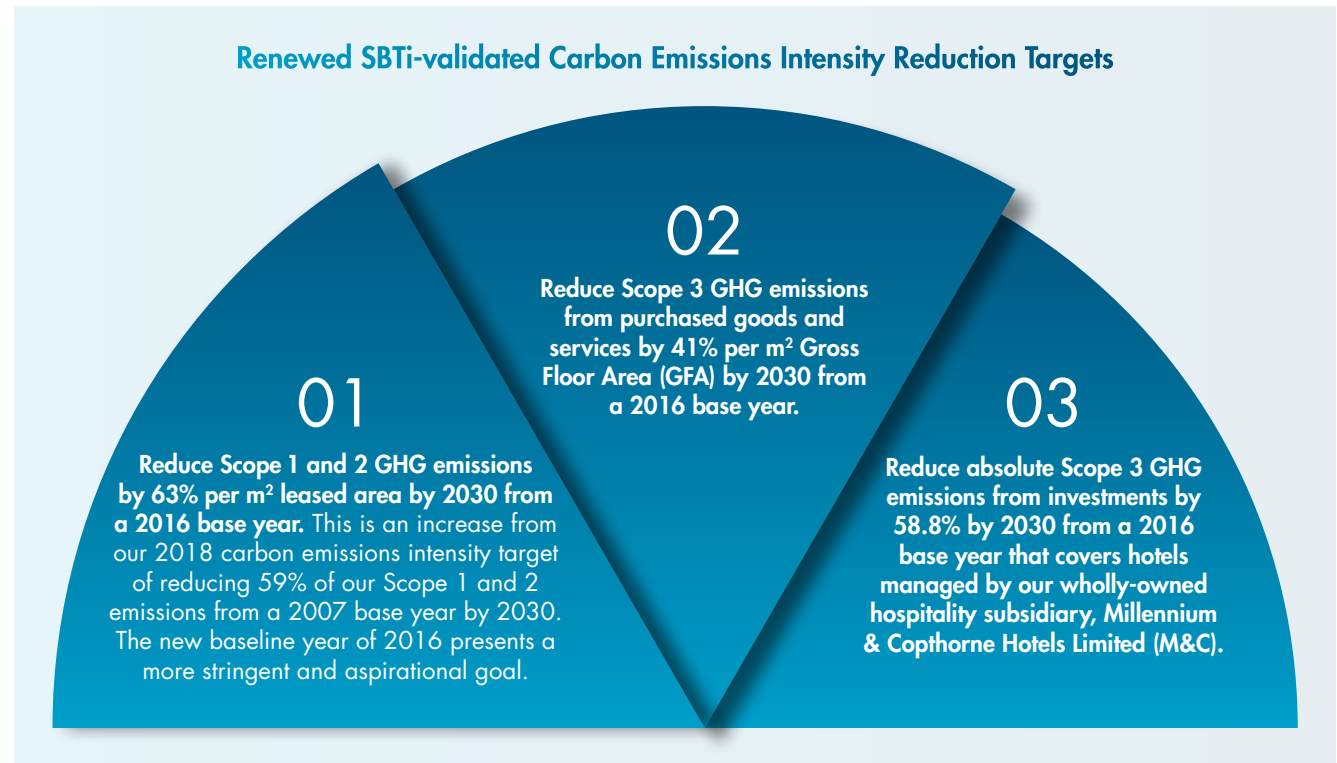 Renewed SBTi-validated Carbon Emissions Intensity Reduction Targets
01
Reduce Scope 1 and 2 GHG emissions
by 63% per m² leased area by 2030 from
a 2016 base year. This is an increase from
our 2018 carbon emissions intensity target
of reducing 59% of our Scope 1 and 2
emissions from a 2007 base year by 2030.
The new baseline year of 2016 presents a
more stringent and aspirational goal.
02
Reduce Scope 3 GHG emissions
from purchased goods and
services by 41% per m² Gross
Floor Area (GFA) by 2030 from
a 2016 base year.
03
Reduce absolute Scope 3 GHG
emissions from investments by
58.8% by 2030 from a 2016
base year that covers hotels
managed by our wholly-owned
hospitality subsidiary, Millennium
& Copthorne Hotels Limited (M&C).